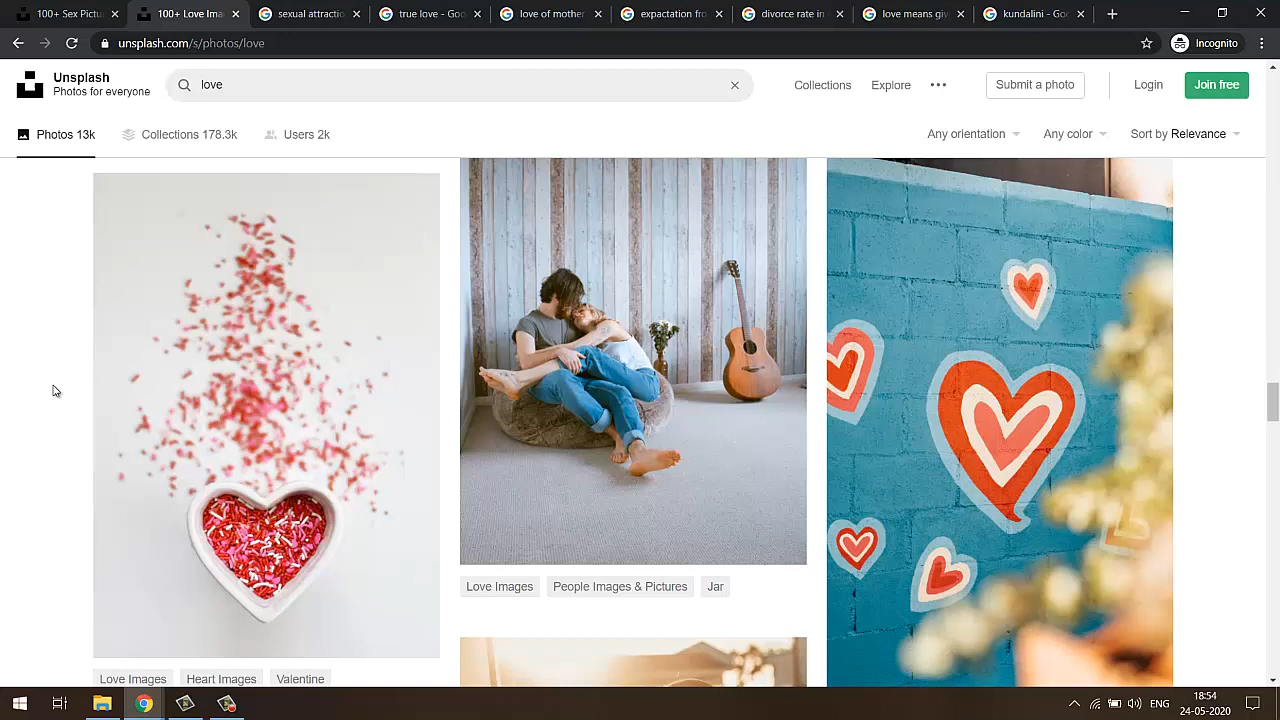 100+ Sex Pict
100+ Love Ima
sexual attractio
true love - Goo
love of mother
expactation fro
divorce rate in
love means giv
kundalini - Goo
unsplash.com/s/photos/love
Incognito
Unsplash
Photos for everyone
love
Collections
Explore
Submit a photo
Login
Join free
Photos 13k
Collections 178.3k
Users 2k
Any orientation
Any color
Sort by Relevance
Love Images
People Images & Pictures
Jar
Love Images
Heart Images
Valentine
ENG
18:54
24-05-2020